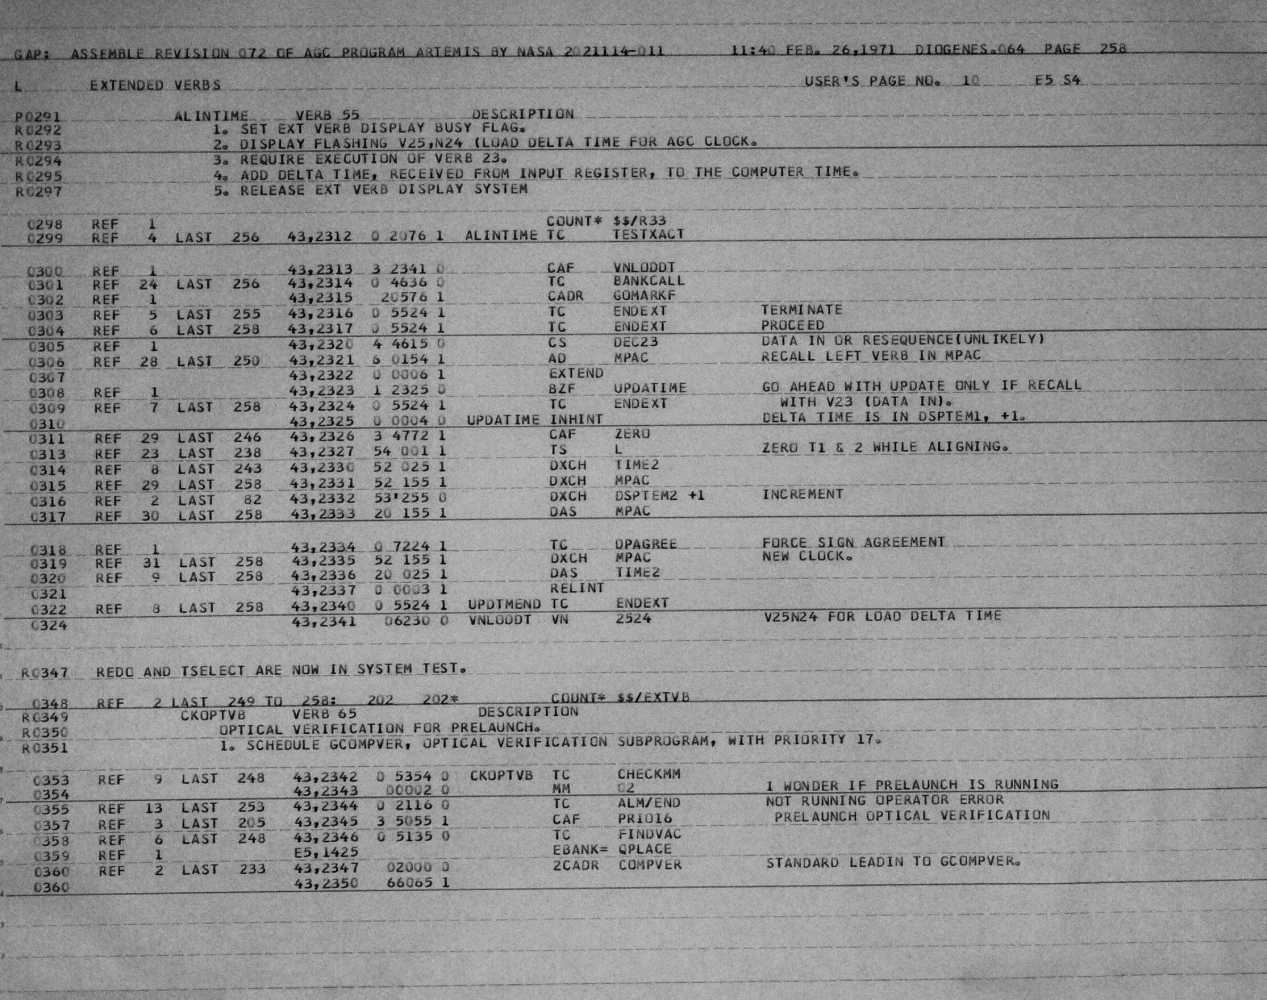 GAP:  ASSEMBLE REVISION 072 OF AGC PROGRAM ARTEMIS BY NASA 2021114-011        11:40 FEB. 26,1971  DIOGENES.064  PAGE  258
L        EXTENDED VERBS        USER'S PAGE NO.  10        E5 S4
P0291        ALINTIME      VERB 55              DESCRIPTION
R0292        1. SET EXT VERB DISPLAY BUSY FLAG.
R0293        2. DISPLAY FLASHING V25,N24 (LOAD DELTA TIME FOR AGC CLOCK.
R0294        3. REQUIRE EXECUTION OF VERB 23.
R0295        4. ADD DELTA TIME, RECEIVED FROM INPUT REGISTER, TO THE COMPUTER TIME.
R0297        5. RELEASE EXT VERB DISPLAY SYSTEM
0298   REF   1        COUNT* $$/R33
0299   REF   4  LAST  256   43,2312  0 2076 1  ALINTIME TC     TESTXACT
0300   REF   1              43,2313  3 2341 0           CAF    VNLODDT
0301   REF  24  LAST  256   43,2314  0 4636 0           TC     BANKCALL
0302   REF   1              43,2315   20576 1           CADR   GOMARKF
0303   REF   5  LAST  255   43,2316  0 5524 1           TC     ENDEXT          TERMINATE
0304   REF   6  LAST  258   43,2317  0 5524 1           TC     ENDEXT          PROCEED
0305   REF   1              43,2320  4 4615 0           CS     DEC23           DATA IN OR RESEQUENCE(UNLIKELY)
0306   REF  28  LAST  250   43,2321  6 0154 1           AD     MPAC            RECALL LEFT VERB IN MPAC
0307                        43,2322  0 0006 1           EXTEND
0308   REF   1              43,2323  1 2325 0           BZF    UPDATIME        GO AHEAD WITH UPDATE ONLY IF RECALL
0309   REF   7  LAST  258   43,2324  0 5524 1           TC     ENDEXT            WITH V23 (DATA IN).
0310                        43,2325  0 0004 0  UPDATIME INHINT                 DELTA TIME IS IN DSPTEM1, +1.
0311   REF  29  LAST  246   43,2326  3 4772 1           CAF    ZERO
0313   REF  23  LAST  238   43,2327  54 001 1           TS     L               ZERO T1 & 2 WHILE ALIGNING.
0314   REF   8  LAST  243   43,2330  52 025 1           DXCH   TIME2
0315   REF  29  LAST  258   43,2331  52 155 1           DXCH   MPAC
0316   REF   2  LAST   82   43,2332  53'255 0           DXCH   DSPTEM2 +1      INCREMENT
0317   REF  30  LAST  258   43,2333  20 155 1           DAS    MPAC
0318   REF   1              43,2334  0 7224 1           TC     DPAGREE         FORCE SIGN AGREEMENT
0319   REF  31  LAST  258   43,2335  52 155 1           DXCH   MPAC            NEW CLOCK.
0320   REF   9  LAST  258   43,2336  20 025 1           DAS    TIME2
0321                        43,2337  0 0003 1           RELINT
0322   REF   8  LAST  258   43,2340  0 5524 1  UPDTMEND TC     ENDEXT
0324                        43,2341   06230 0  VNLODDT  VN     2524            V25N24 FOR LOAD DELTA TIME
R0347   REDO AND TSELECT ARE NOW IN SYSTEM TEST.
0348   REF   2 LAST  249 TO  258:   202   202*          COUNT* $$/EXTVB
R0349        CKOPTVB     VERB 65              DESCRIPTION
R0350        OPTICAL VERIFICATION FOR PRELAUNCH.
R0351        1. SCHEDULE GCOMPVER, OPTICAL VERIFICATION SUBPROGRAM, WITH PRIORITY 17.
0353   REF   9  LAST  248   43,2342  0 5354 0  CKOPTVB  TC     CHECKMM
0354                        43,2343   00002 0           MM     02              I WONDER IF PRELAUNCH IS RUNNING
0355   REF  13  LAST  253   43,2344  0 2116 0           TC     ALM/END         NOT RUNNING OPERATOR ERROR
0357   REF   3  LAST  205   43,2345  3 5055 1           CAF    PRIO16           PRELAUNCH OPTICAL VERIFICATION
0358   REF   6  LAST  248   43,2346  0 5135 0           TC     FINDVAC
0359   REF   1              E5,1425                     EBANK= QPLACE
0360   REF   2  LAST  233   43,2347   02000 0           2CADR  COMPVER         STANDARD LEADIN TO GCOMPVER.
0360                        43,2350   66065 1